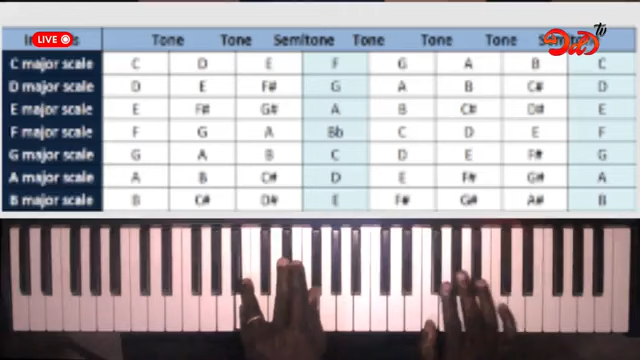 LIVE
Tone Tone Semitone Tone Tone Tone
C major scale C D E F G A B C
D major scale D E F# G A B C# D
E major scale E F# G# A B C# D# E
F major scale F G A Bb C D E F
G major scale G A B C D E F# G
A major scale A B C# D E F# G# A
B major scale B C# D# E F# G# A# B